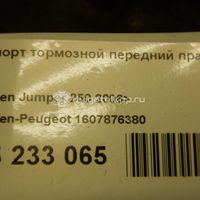 порт тормозной передний пра
en Jumper 250 2006>
en-Peugeot 1607876380
233 065